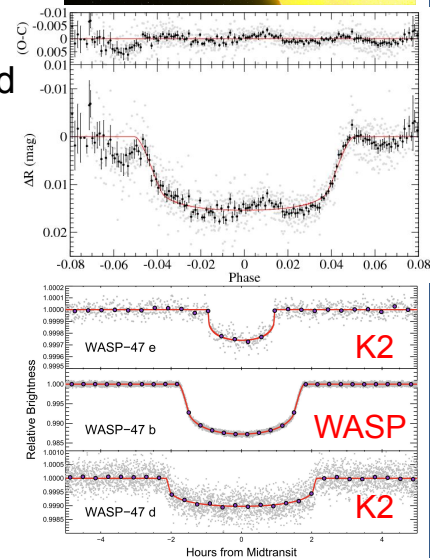 -0.01
-0.005
0
0.005
0.01
(O-C)
d
-0.01
0
0.01
0.02
ΔR (mag)
-0.08 -0.06 -0.04 -0.02 0 0.02 0.04 0.06 0.08
Phase
1.0002
1.0001
1.0000
0.9999
0.9998
0.9997
0.9996
0.9995
WASP-47 e
K2
1.000
0.995
0.990
0.985
Relative Brightness
WASP-47 b
WASP
1.0010
1.0005
1.0000
0.9995
0.9990
0.9985
WASP-47 d
K2
-4 -2 0 2 4
Hours from Midtransit